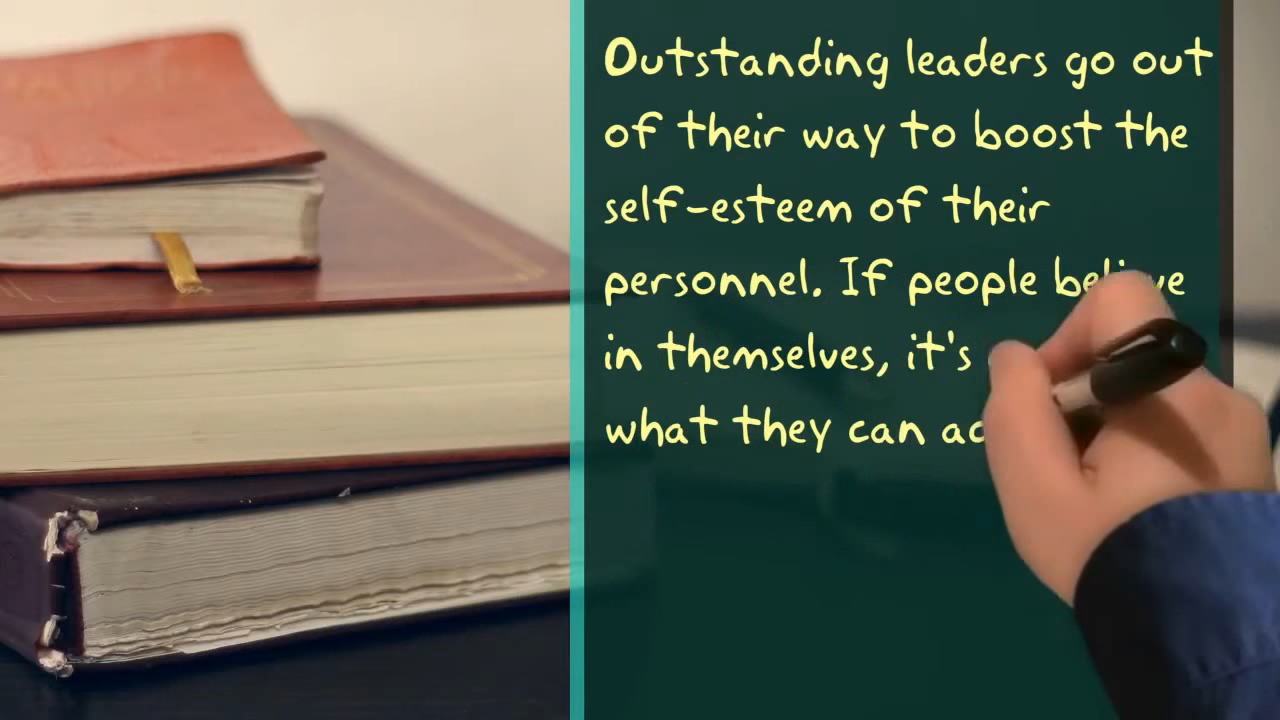 Outstanding leaders go out
of their way to boost the
self-esteem of their
personnel. If people believe
in themselves, it's
what they can